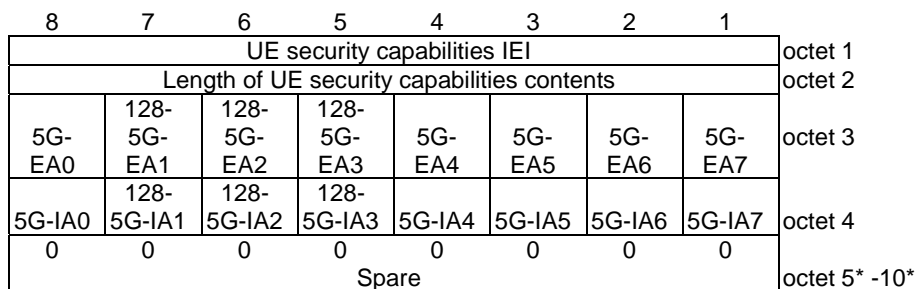 8 7 6 5 4 3 2 1
UE security capabilities IEI octet 1
Length of UE security capabilities contents octet 2
128- 128- 128-
5G- 5G- 5G- 5G- 5G- 5G- 5G- 5G- octet 3
EA0 EA1 EA2 EA3 EA4 EA5 EA6 EA7
128- 128- 128-
5G-IA0 5G-IA1 5G-IA2 5G-IA3 5G-IA4 5G-IA5 5G-IA6 5G-IA7 octet 4
0 0 0 0 0 0 0 0
Spare octet 5* -10*